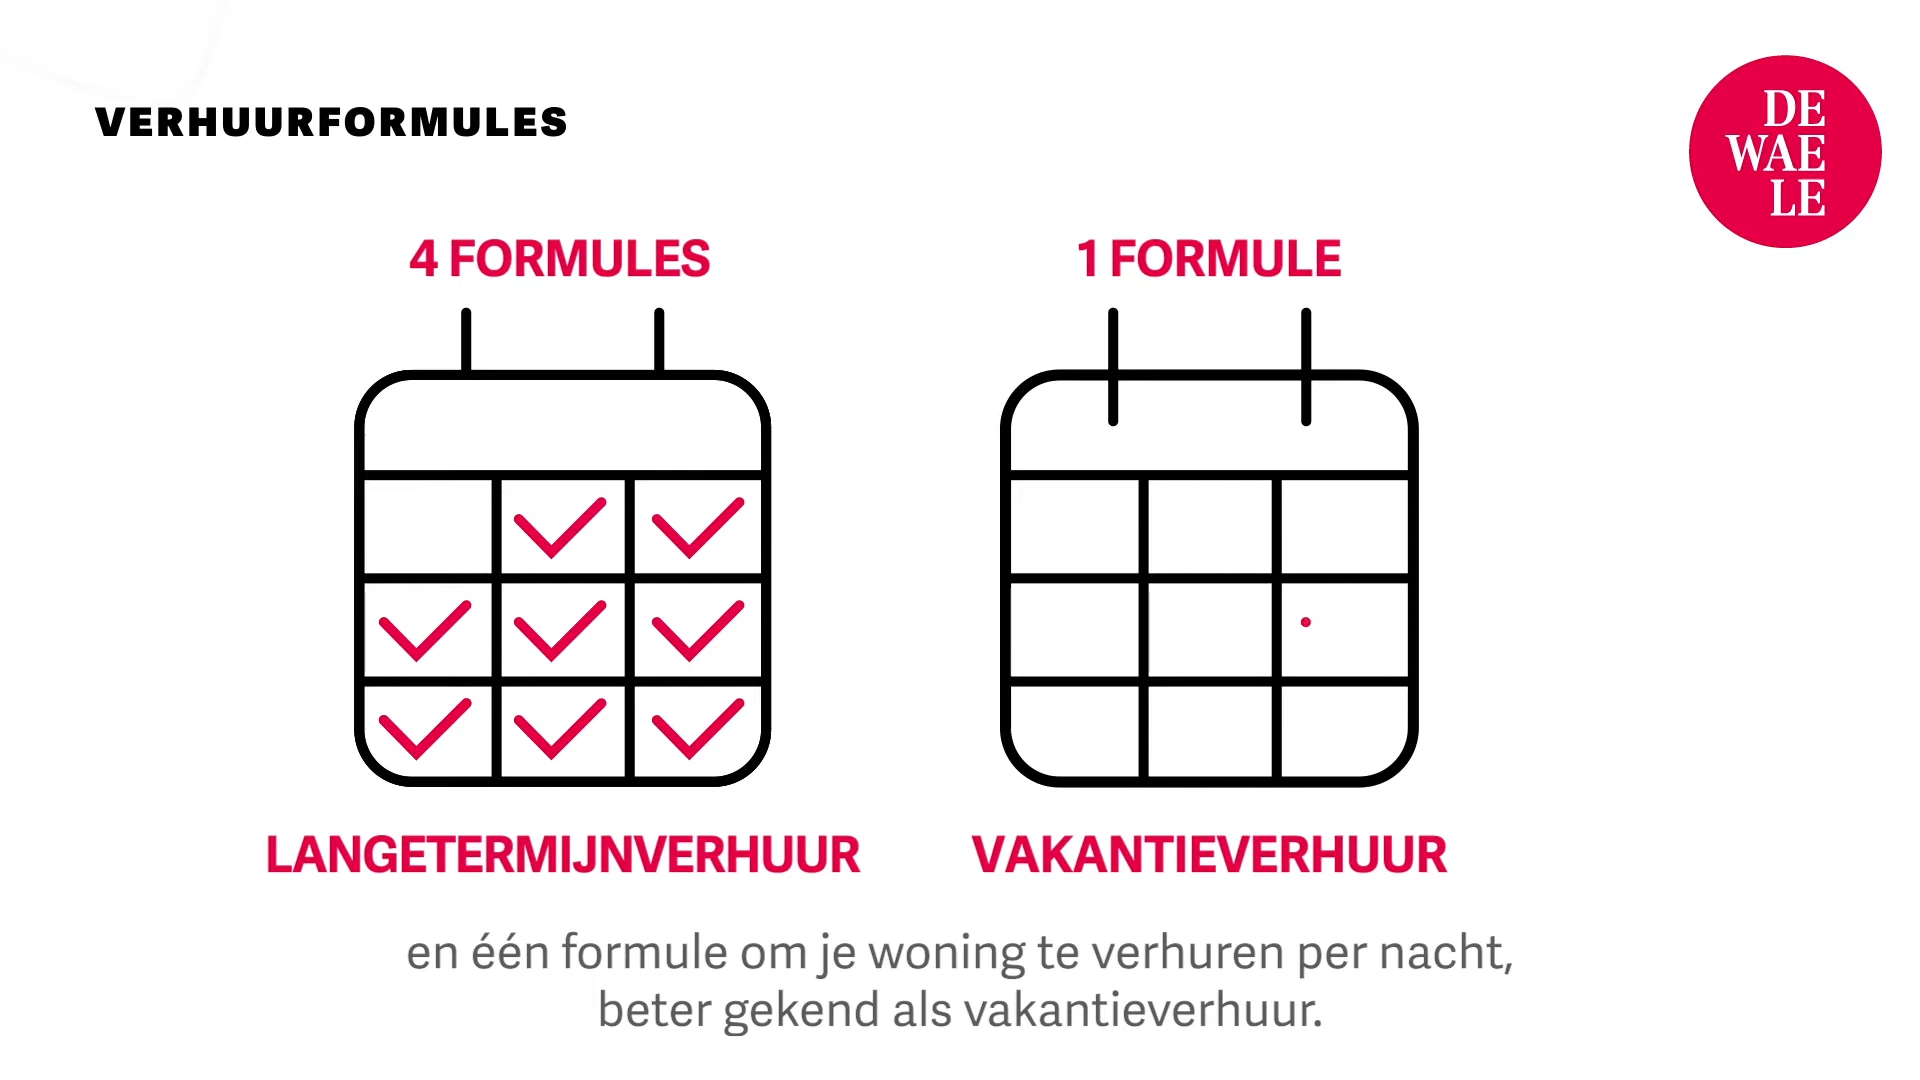 VERHUURFORMULES
DE
WAE
LE
4 FORMULES
1 FORMULE
LANGETERMIJNVERHUUR
VAKANTIEVERHUUR
en één formule om je woning te verhuren per nacht,
beter gekend als vakantieverhuur.